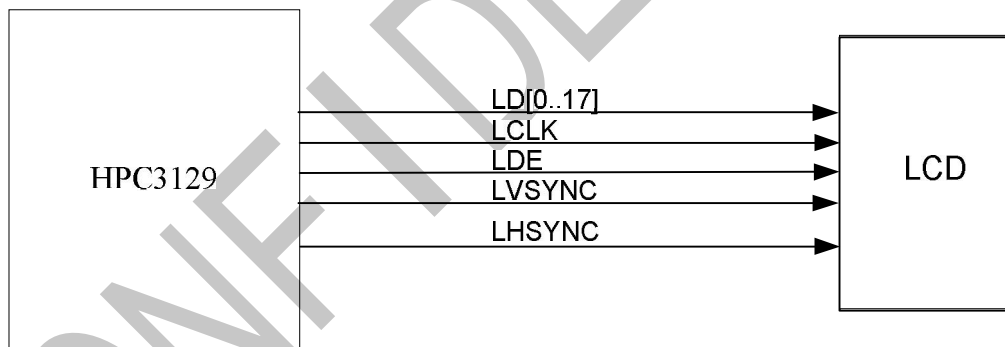 LD[0..17]
LCLK
LDE
LVSYNC
LHSYNC
HPC3129
LCD